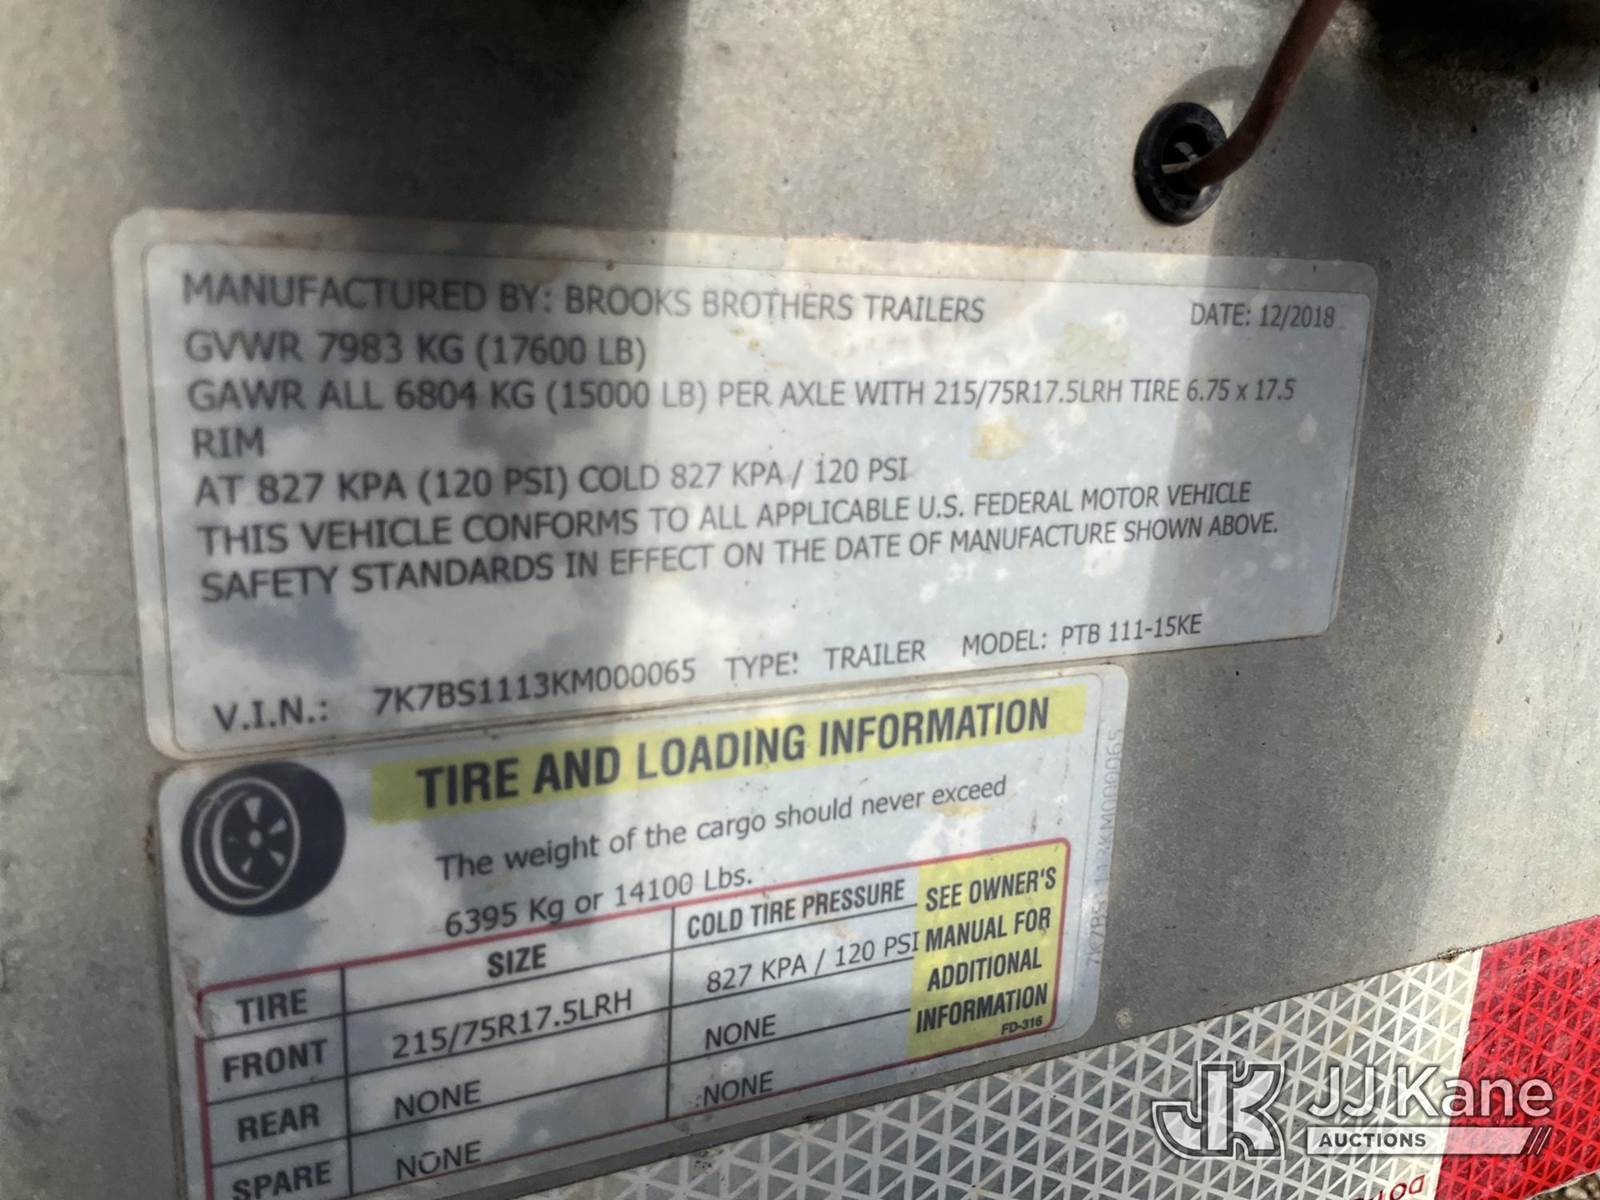 MANUFACTURED BY: BROOKS BROTHERS TRAILERS DATE: 12/2018
GVWR 7983 KG (17600 LB)
GAWR ALL 6804 KG (15000 LB) PER AXLE WITH 215/75R17.5LRH TIRE 6.75 x 17.5
RIM
AT 827 KPA (120 PSI) COLD 827 KPA / 120 PSI
THIS VEHICLE CONFORMS TO ALL APPLICABLE U.S. FEDERAL MOTOR VEHICLE
SAFETY STANDARDS IN EFFECT ON THE DATE OF MANUFACTURE SHOWN ABOVE.
V.I.N.: 7K7BS1113KM000065 TYPE: TRAILER MODEL: PTB 111-15KE
TIRE AND LOADING INFORMATION
The weight of the cargo should never exceed
6395 Kg or 14100 Lbs.
TIRE SIZE COLD TIRE PRESSURE
FRONT 215/75R17.5LRH 827 KPA / 120 PSI
REAR NONE NONE
SPARE NONE NONE
SEE OWNER'S
MANUAL FOR
ADDITIONAL
INFORMATION
FD-316
7K7BS1113KM000065
JK JJKane
AUCTIONS